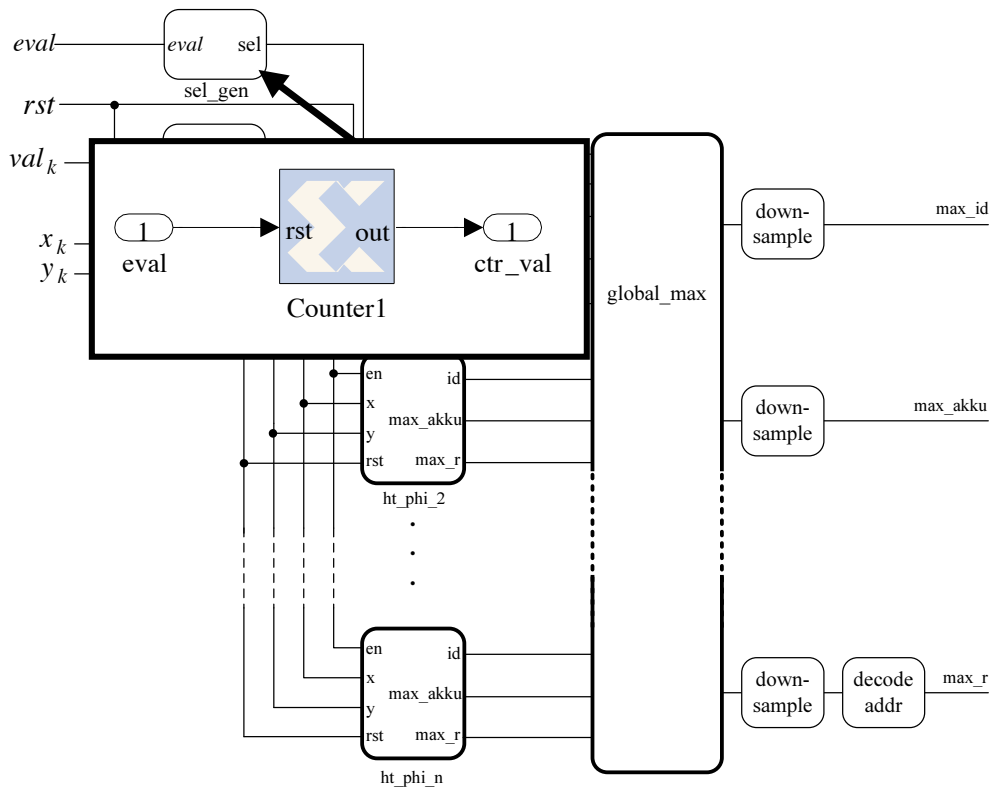 eval
eval sel
sel_gen
rst
val k
x k
y k
1
rst out
1
eval
ctr_val
Counter1
global_max
down-
sample
max_id
en
x
y
rst
id
max_akku
max_r
ht_phi_2
down-
sample
max_akku
en
x
y
rst
id
max_akku
max_r
ht_phi_n
down-
sample
decode
addr
max_r